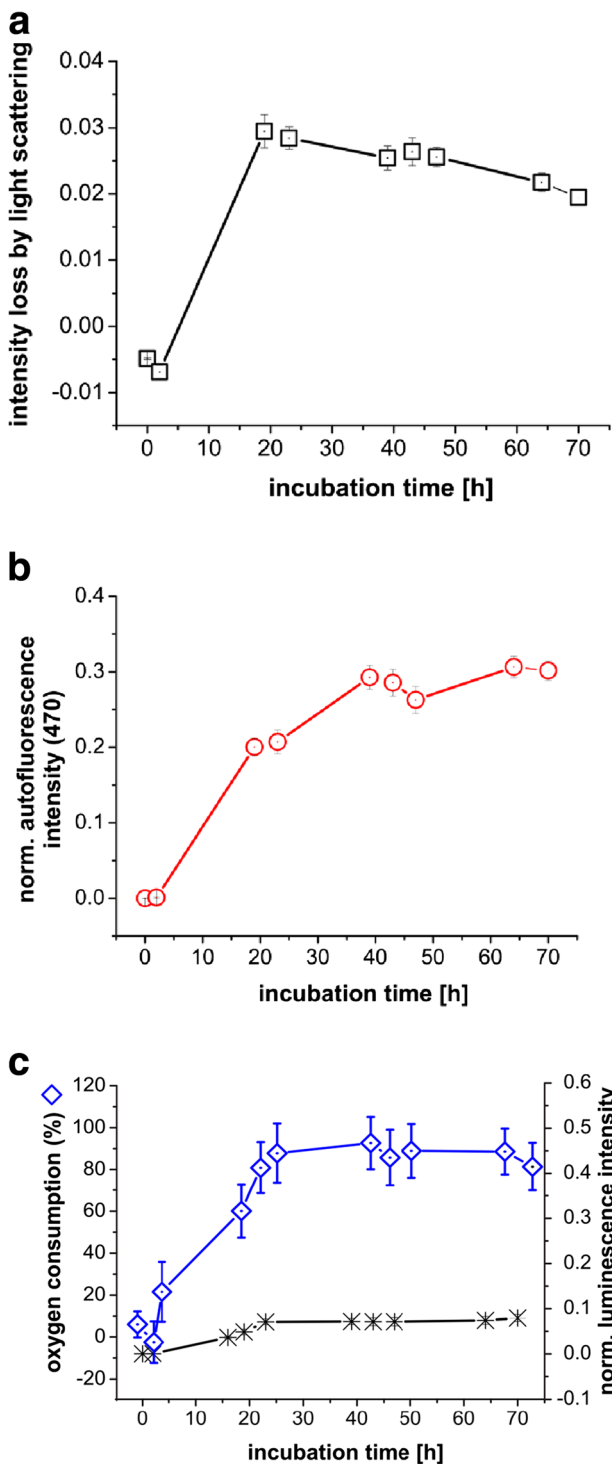 a
intensity loss by light scattering
0.04
0.03
0.02
0.01
0.00
-0.01
0 10 20 30 40 50 60 70
incubation time [h]
b
norm. autofluorescence
intensity (470)
0.4
0.3
0.2
0.1
0.0
0 10 20 30 40 50 60 70
incubation time [h]
c
oxygen consumption (%)
120
100
80
60
40
20
0
-20
0.6
0.5
0.4
0.3
0.2
0.1
0.0
-0.1
norm. luminescence intensity
0 10 20 30 40 50 60 70
incubation time [h]